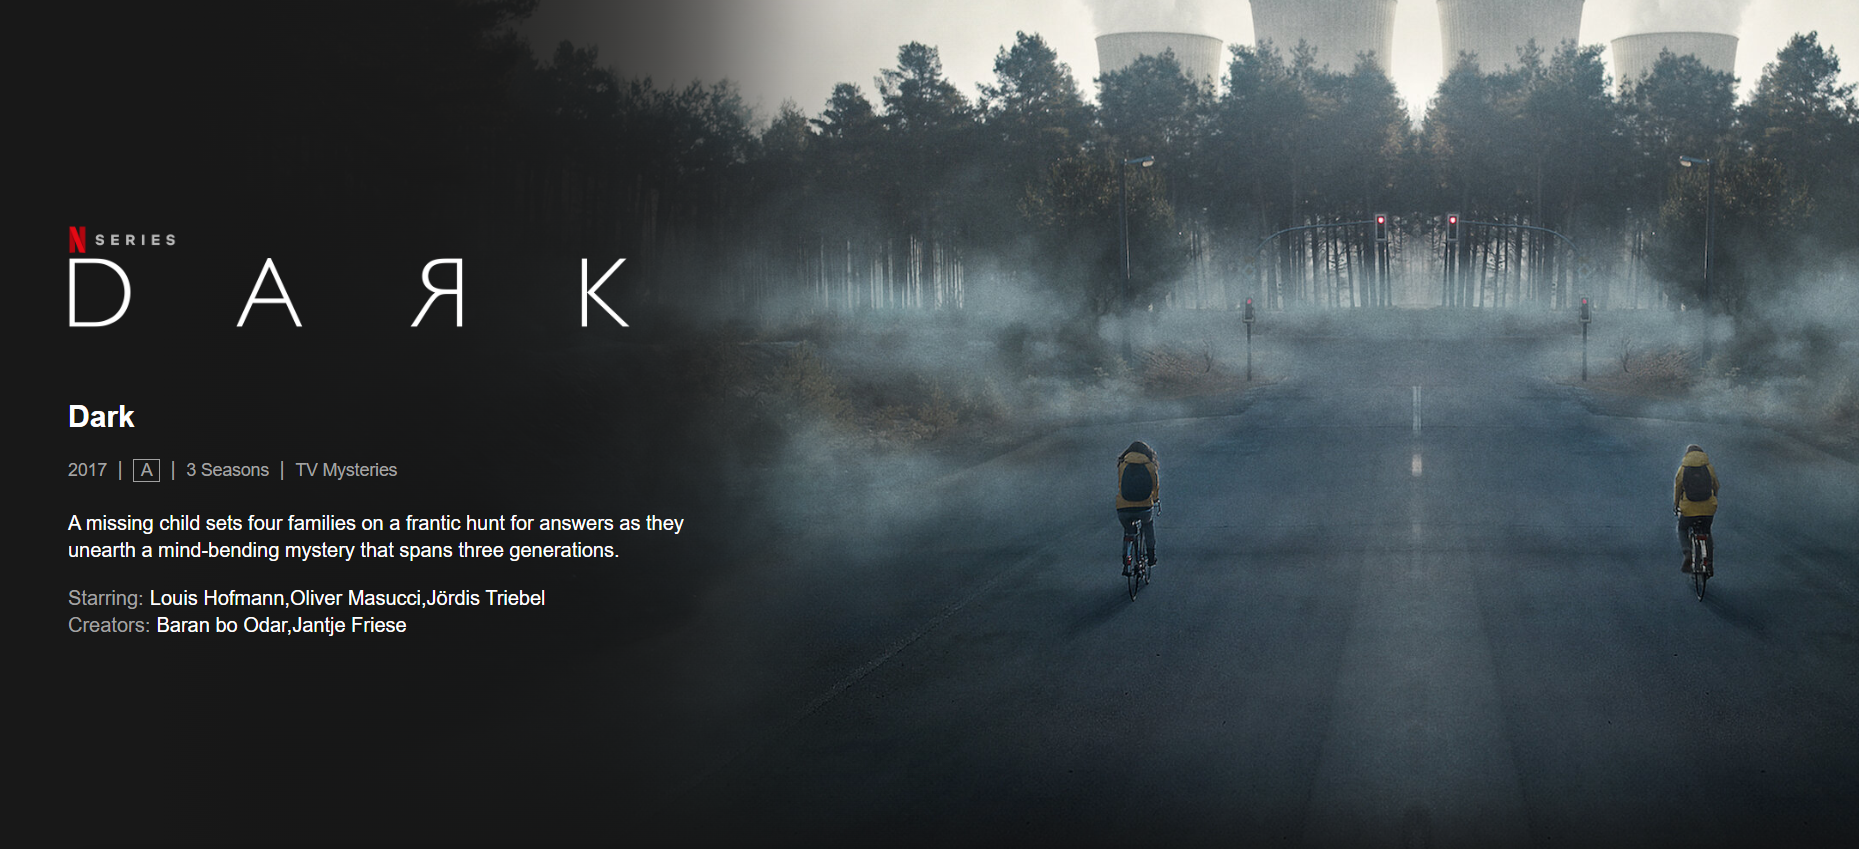 N SERIES
DAЯK
Dark
2017 | A | 3 Seasons | TV Mysteries
A missing child sets four families on a frantic hunt for answers as they
unearth a mind-bending mystery that spans three generations.
Starring: Louis Hofmann,Oliver Masucci,Jördis Triebel
Creators: Baran bo Odar,Jantje Friese